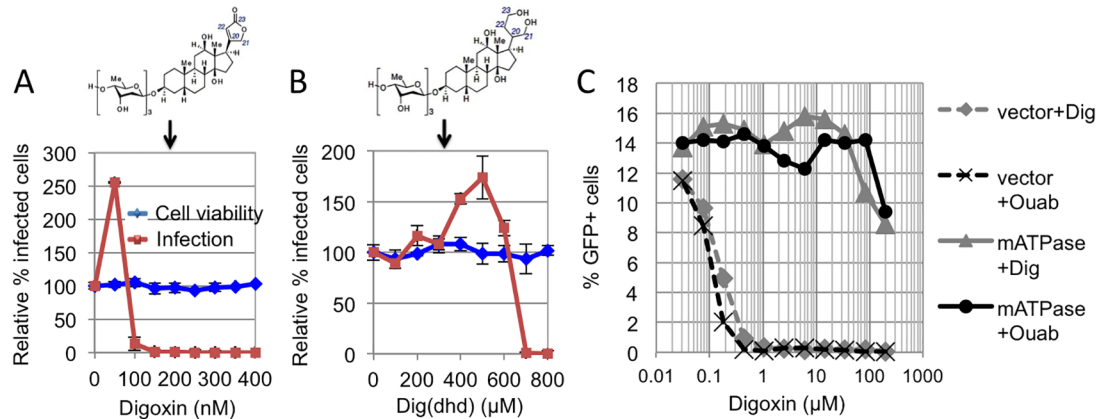 A
B
C
O
23
22
O
20
21
OH
H
Me
Me
H
H
H
H
OH
H
Me
O
O
OH
3
O
H
23
OH
22
OH
20
21
OH
H
Me
Me
H
H
H
H
OH
H
Me
O
O
OH
3
O
H
Relative % infected cells
300
250
200
150
100
50
0
Cell viability
Infection
0 100 200 300 400
Digoxin (nM)
Relative % infected cells
200
150
100
50
0
0 200 400 600 800
Dig(dhd) (µM)
% GFP+ cells
18
16
14
12
10
8
6
4
2
0
0.01 0.1 1 10 100 1000
Digoxin (µM)
vector+Dig
vector
+Ouab
mATPase
+Dig
mATPase
+Ouab